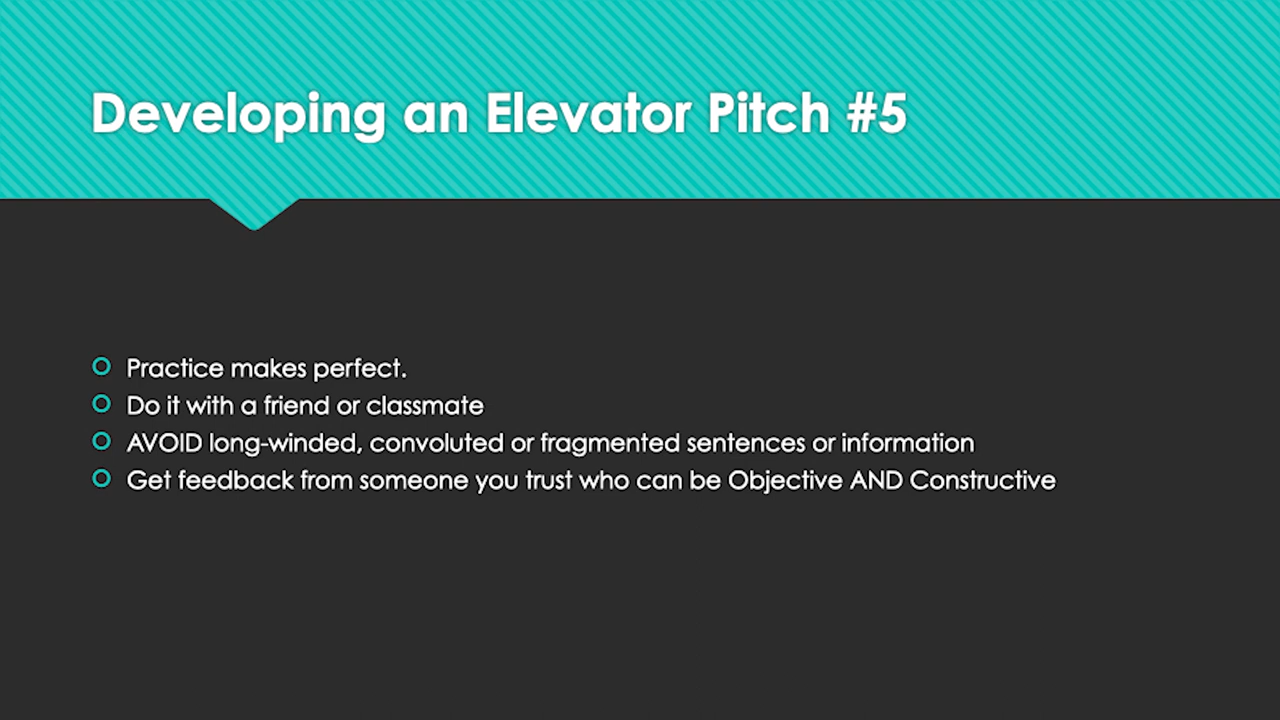 Developing an Elevator Pitch #5
Practice makes perfect.
Do it with a friend or classmate
AVOID long-winded, convoluted or fragmented sentences or information
Get feedback from someone you trust who can be Objective AND Constructive